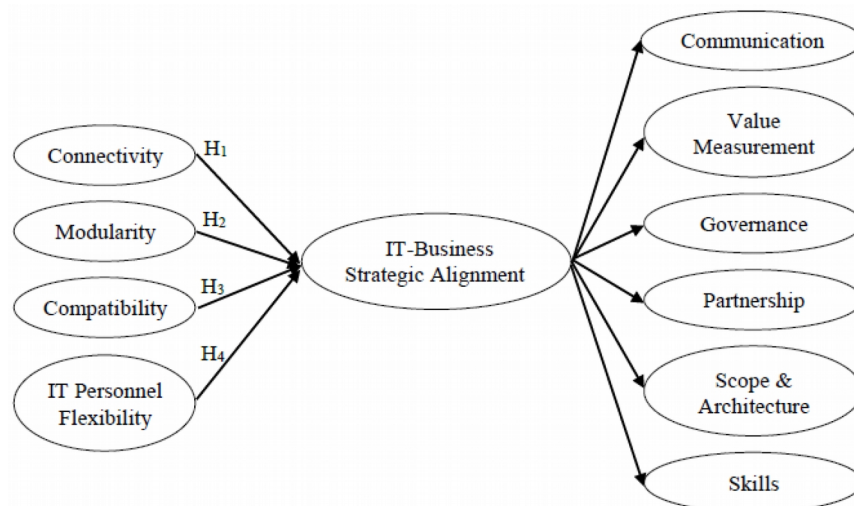 Connectivity
Modularity
Compatibility
IT Personnel
Flexibility
H1
H2
H3
H4
IT-Business
Strategic Alignment
Communication
Value
Measurement
Governance
Partnership
Scope &
Architecture
Skills